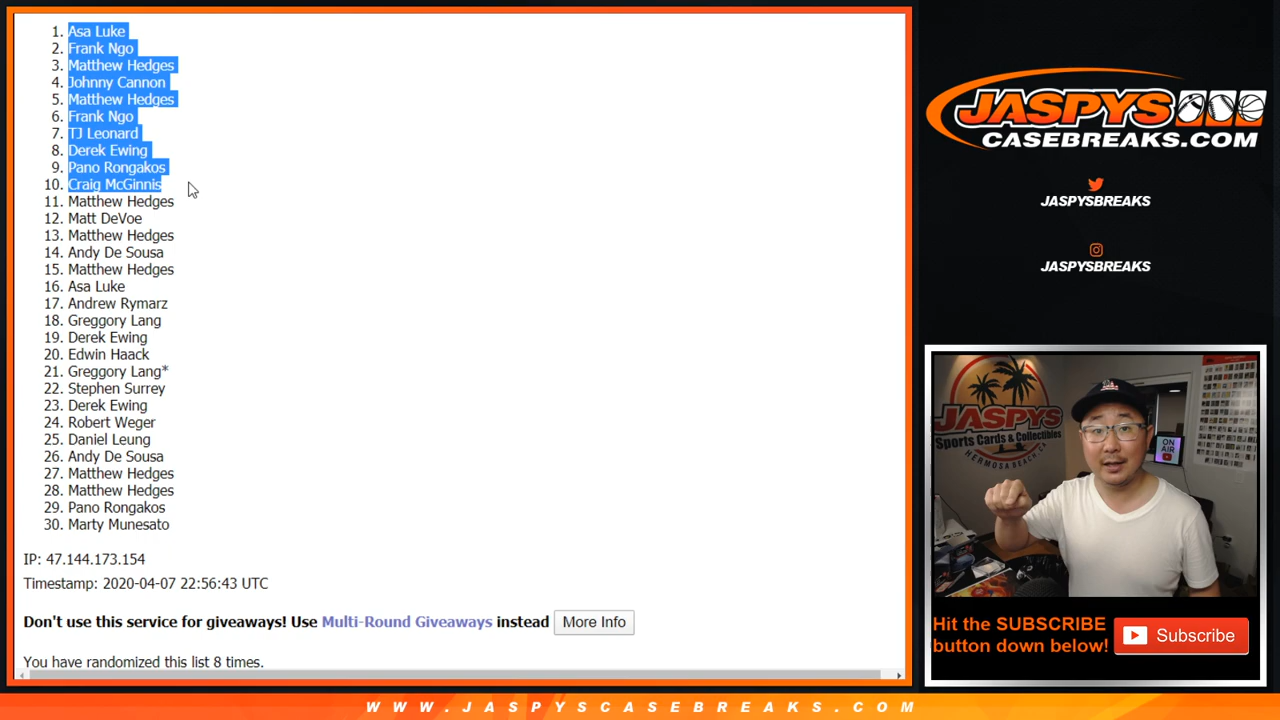 1. Asa Luke
2. Frank Ngo
3. Matthew Hedges
4. Johnny Cannon
5. Matthew Hedges
6. Frank Ngo
7. TJ Leonard
8. Derek Ewing
9. Pano Rongakos
10. Craig McGinnis
11. Matthew Hedges
12. Matt DeVoe
13. Matthew Hedges
14. Andy De Sousa
15. Matthew Hedges
16. Asa Luke
17. Andrew Rymarz
18. Greggory Lang
19. Derek Ewing
20. Edwin Haack
21. Greggory Lang*
22. Stephen Surrey
23. Derek Ewing
24. Robert Weger
25. Daniel Leung
26. Andy De Sousa
27. Matthew Hedges
28. Matthew Hedges
29. Pano Rongakos
30. Marty Munesato
IP: 47.144.173.154
Timestamp: 2020-04-07 22:56:43 UTC
Don't use this service for giveaways! Use Multi-Round Giveaways instead More Info
You have randomized this list 8 times.
JASPYS
CASEBREAKS.COM
JASPYSBREAKS
JASPYSBREAKS
JASPYS
Sports Cards & Collectibles
HERMOSA BEACH, CA
ON AIR
Hit the SUBSCRIBE
button down below!
Subscribe
WWW.JASPYSCASEBREAKS.COM